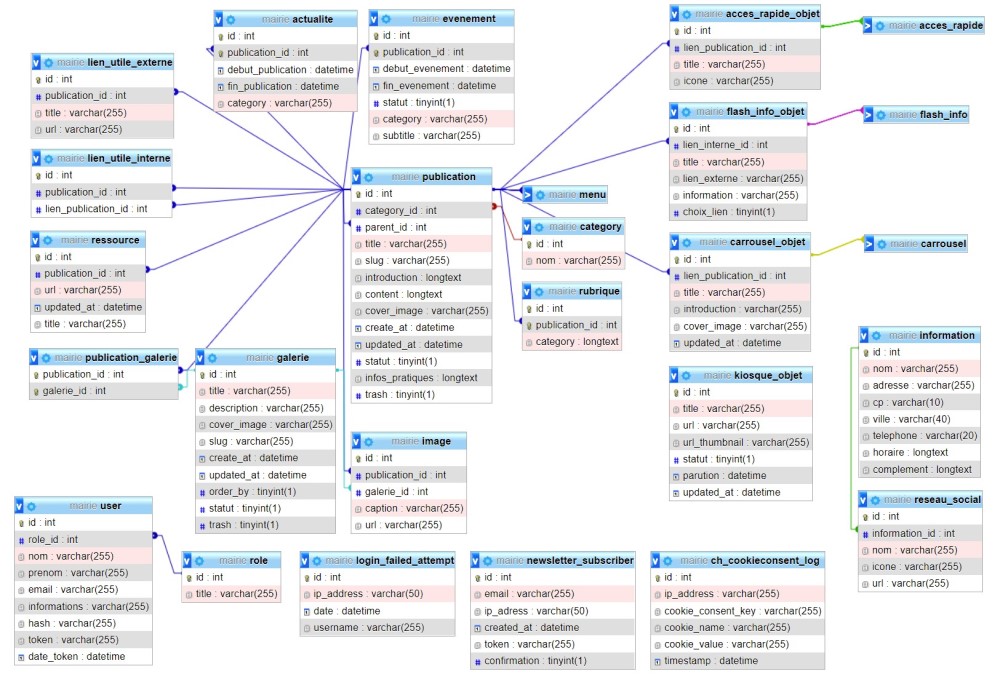 mairie actualite
id : int
publication_id : int
debut_publication : datetime
fin_publication : datetime
category : varchar(255)
mairie evenement
id : int
publication_id : int
debut_evenement : datetime
fin_evenement : datetime
statut : tinyint(1)
category : varchar(255)
subtitle : varchar(255)
mairie acces_rapide_objet
id : int
lien_publication_id : int
title : varchar(255)
icone : varchar(255)
mairie acces_rapide
mairie lien_utile_externe
id : int
publication_id : int
title : varchar(255)
url : varchar(255)
mairie flash_info_objet
id : int
lien_interne_id : int
title : varchar(255)
lien_externe : varchar(255)
information : varchar(255)
choix_lien : tinyint(1)
mairie flash_info
mairie lien_utile_interne
id : int
publication_id : int
lien_publication_id : int
mairie publication
id : int
category_id : int
parent_id : int
title : varchar(255)
slug : varchar(255)
introduction : longtext
content : longtext
cover_image : varchar(255)
create_at : datetime
updated_at : datetime
statut : tinyint(1)
infos_pratiques : longtext
trash : tinyint(1)
mairie menu
mairie category
id : int
nom : varchar(255)
mairie rubrique
id : int
publication_id : int
category : longtext
mairie carrousel_objet
id : int
lien_publication_id : int
title : varchar(255)
introduction : varchar(255)
cover_image : varchar(255)
updated_at : datetime
mairie carrousel
mairie ressource
id : int
publication_id : int
url : varchar(255)
updated_at : datetime
title : varchar(255)
mairie publication_galerie
publication_id : int
galerie_id : int
mairie galerie
id : int
title : varchar(255)
description : varchar(255)
cover_image : varchar(255)
slug : varchar(255)
create_at : datetime
updated_at : datetime
order_by : tinyint(1)
statut : tinyint(1)
trash : tinyint(1)
mairie image
id : int
publication_id : int
galerie_id : int
caption : varchar(255)
url : varchar(255)
mairie kiosque_objet
id : int
title : varchar(255)
url : varchar(255)
url_thumbnail : varchar(255)
statut : tinyint(1)
parution : datetime
updated_at : datetime
mairie information
id : int
nom : varchar(255)
adresse : varchar(255)
cp : varchar(10)
ville : varchar(40)
telephone : varchar(20)
horaire : longtext
complement : longtext
mairie reseau_social
id : int
information_id : int
nom : varchar(255)
icone : varchar(255)
url : varchar(255)
mairie user
id : int
role_id : int
nom : varchar(255)
prenom : varchar(255)
email : varchar(255)
informations : varchar(255)
hash : varchar(255)
token : varchar(255)
date_token : datetime
mairie role
id : int
title : varchar(255)
mairie login_failed_attempt
id : int
ip_address : varchar(50)
date : datetime
username : varchar(255)
mairie newsletter_subscriber
id : int
email : varchar(255)
ip_adress : varchar(50)
created_at : datetime
token : varchar(255)
confirmation : tinyint(1)
mairie ch_cookieconsent_log
id : int
ip_address : varchar(255)
cookie_consent_key : varchar(255)
cookie_name : varchar(255)
cookie_value : varchar(255)
timestamp : datetime